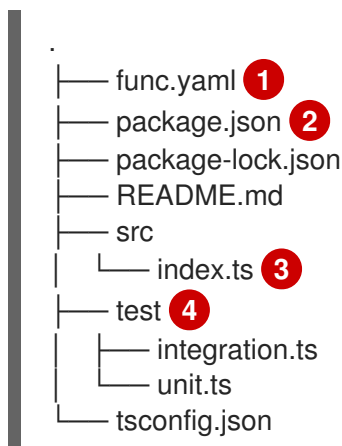 .
├── func.yaml 1
├── package.json 2
├── package-lock.json
├── README.md
├── src
│   └── index.ts 3
├── test 4
│   ├── integration.ts
│   └── unit.ts
└── tsconfig.json